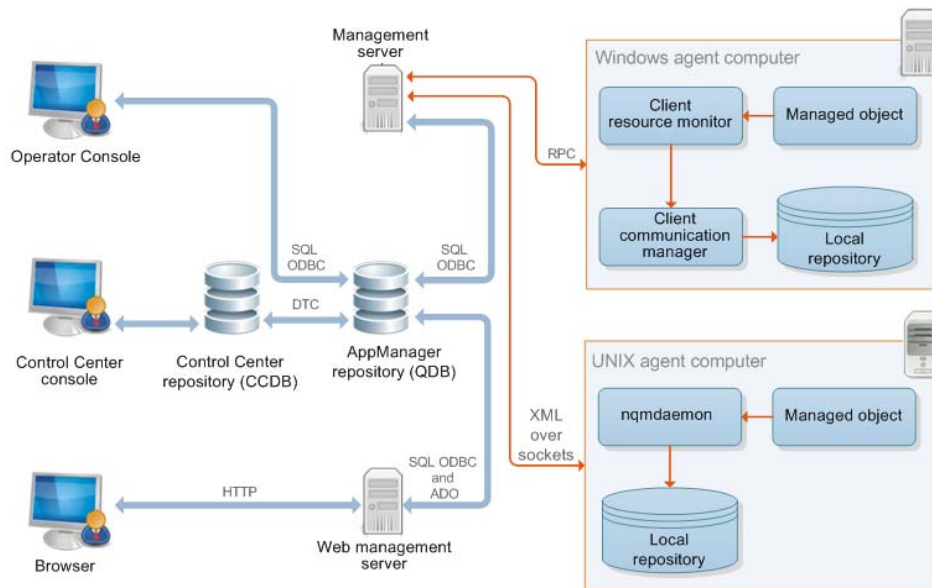 Management
server
Windows agent computer
Client
resource monitor
Managed object
Operator Console
RPC
Client
communication
manager
Local
repository
SQL
ODBC
SQL
ODBC
DTC
Control Center
console
Control Center
repository (CCDB)
AppManager
repository (QDB)
UNIX agent computer
nqmdaemon
Managed object
XML
over
sockets
SQL ODBC
and
ADO
HTTP
Local
repository
Browser
Web management
server